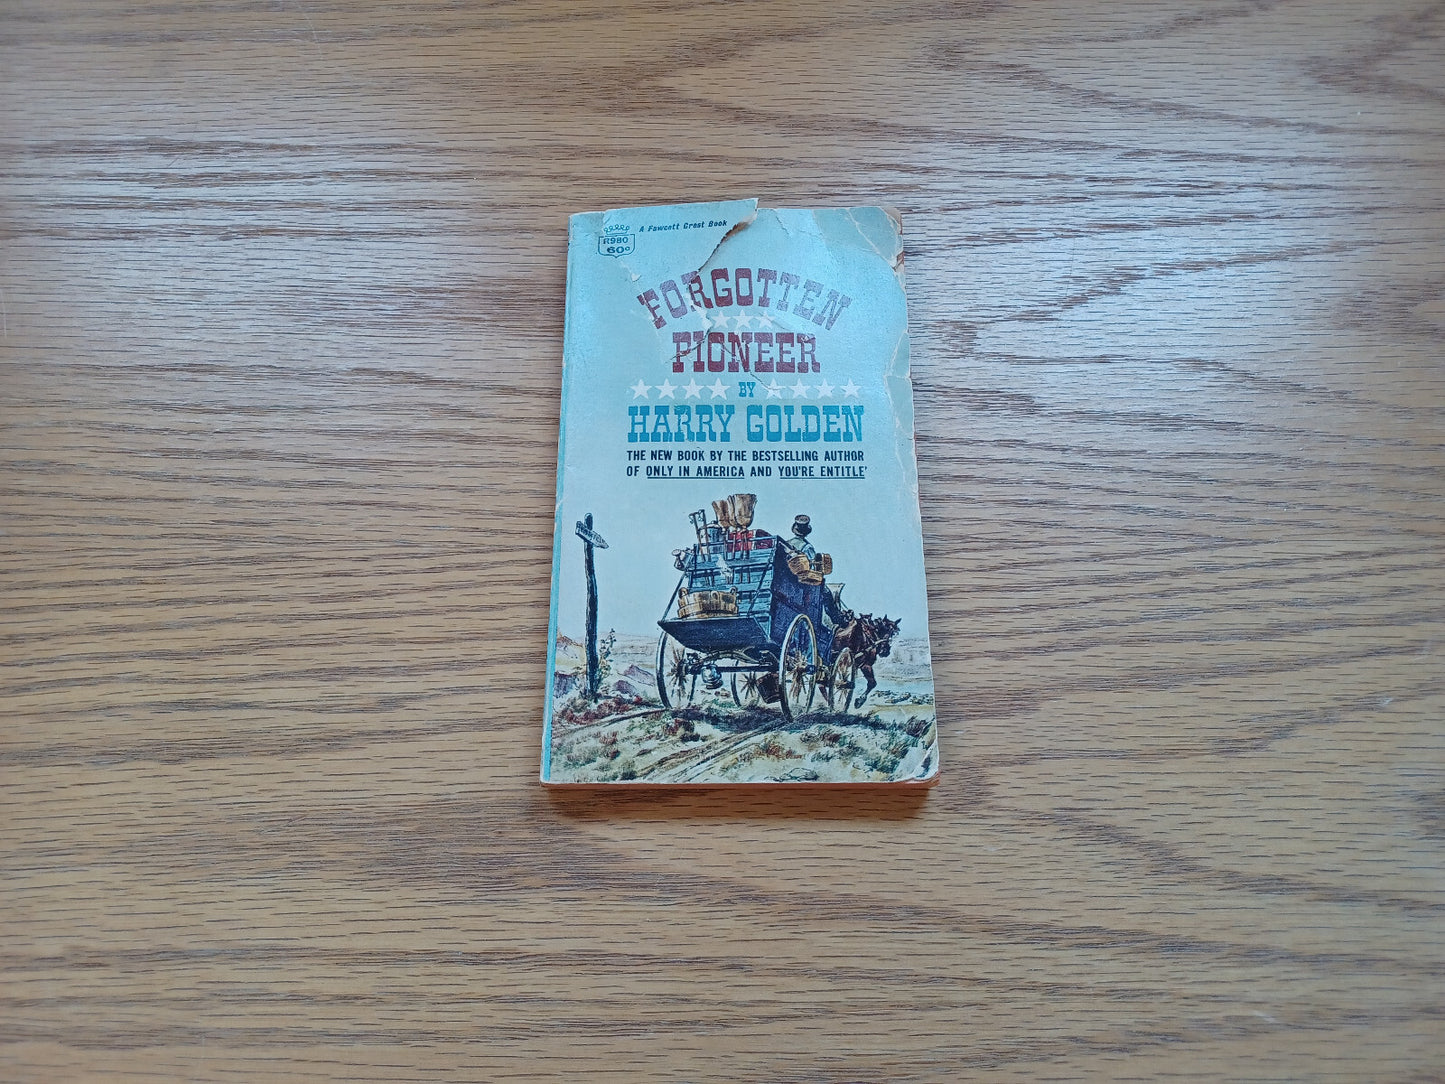 A Fawcett Crest Book
R980
60¢
FORGOTTEN
PIONEER
BY
HARRY GOLDEN
THE NEW BOOK BY THE BESTSELLING AUTHOR
OF ONLY IN AMERICA AND YOU'RE ENTITLE'